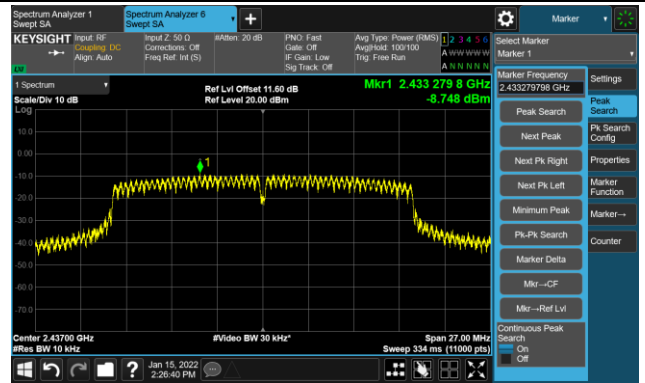 Spectrum Analyzer 1
Swept SA
Spectrum Analyzer 6
Swept SA
Marker
KEYSIGHT
Input: RF
Coupling: DC
Align: Auto
Input Z: 50 Ω
Corrections: Off
Freq Ref: Int (S)
#Atten: 20 dB
PNO: Fast
Gate: Off
IF Gain: Low
Sig Track: Off
Avg Type: Power (RMS)
Avg|Hold: 100/100
Trig: Free Run
1 2 3 4 5 6
A W W W W W
A N N N N N
Select Marker
Marker 1
1 Spectrum
Scale/Div 10 dB
Log
Ref Lvl Offset 11.60 dB
Ref Level 20.00 dBm
Mkr1 2.433 279 8 GHz
-8.748 dBm
10.0
0.00
-10.0
-20.0
-30.0
-40.0
-50.0
-60.0
-70.0
1
Center 2.43700 GHz
#Res BW 10 kHz
#Video BW 30 kHz*
Span 27.00 MHz
Sweep 334 ms (11000 pts)
Marker Frequency
2.433279798 GHz
Peak Search
Next Peak
Next Pk Right
Next Pk Left
Minimum Peak
Pk-Pk Search
Marker Delta
Mkr→CF
Mkr→Ref Lvl
Continuous Peak
Search
On
Off
Settings
Peak
Search
Pk Search
Config
Properties
Marker
Function
Marker→
Counter
Jan 15, 2022
2:26:40 PM